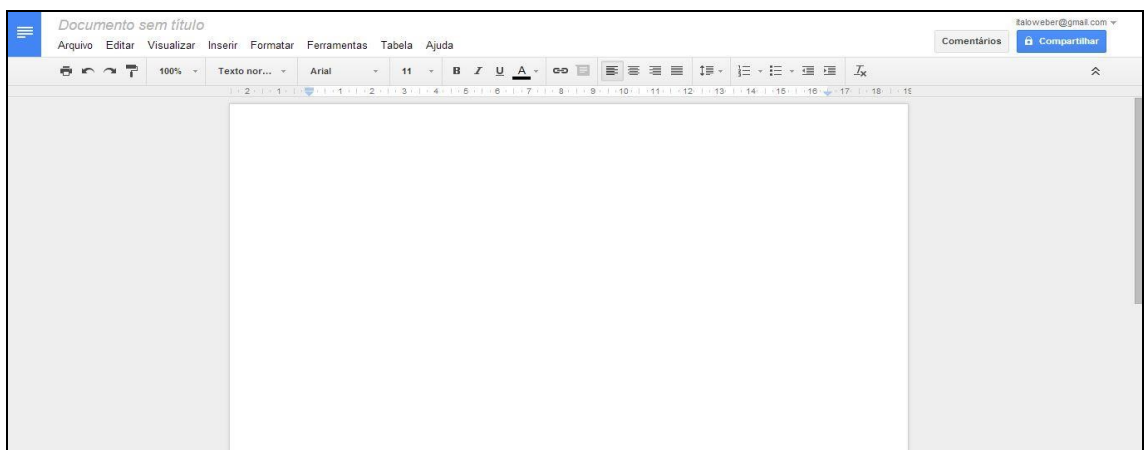 Documento sem título
italoweber@gmail.com
Arquivo Editar Visualizar Inserir Formatar Ferramentas Tabela Ajuda
Comentários Compartilhar
100% Texto nor... Arial 11 B I U A
2 1 1 2 3 4 5 6 7 8 9 10 11 12 13 14 15 16 17 18